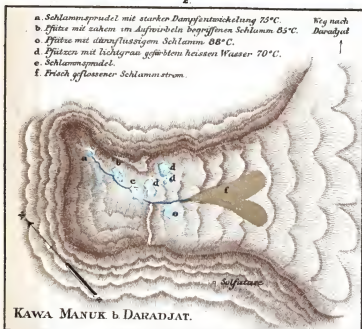 2.
a. Schlammsprudel mit starker Dampfentwickelung 75°C.
b. Pfütze mit zähem im Aufwirbeln begriffenen Schlamm 85°C.
c. Pfütze mit dünnflüssigem Schlamm 88°C.
d. Pfützen mit lichtgrau gefärbtem heissen Wasser 70°C.
e. Schlammsprudel.
f. Frisch geflossener Schlammstrom.
Weg nach
Daradjat
a
b
d
c
d
d
f
e
Solfatare
KAWA MANUK b. DARADJAT.